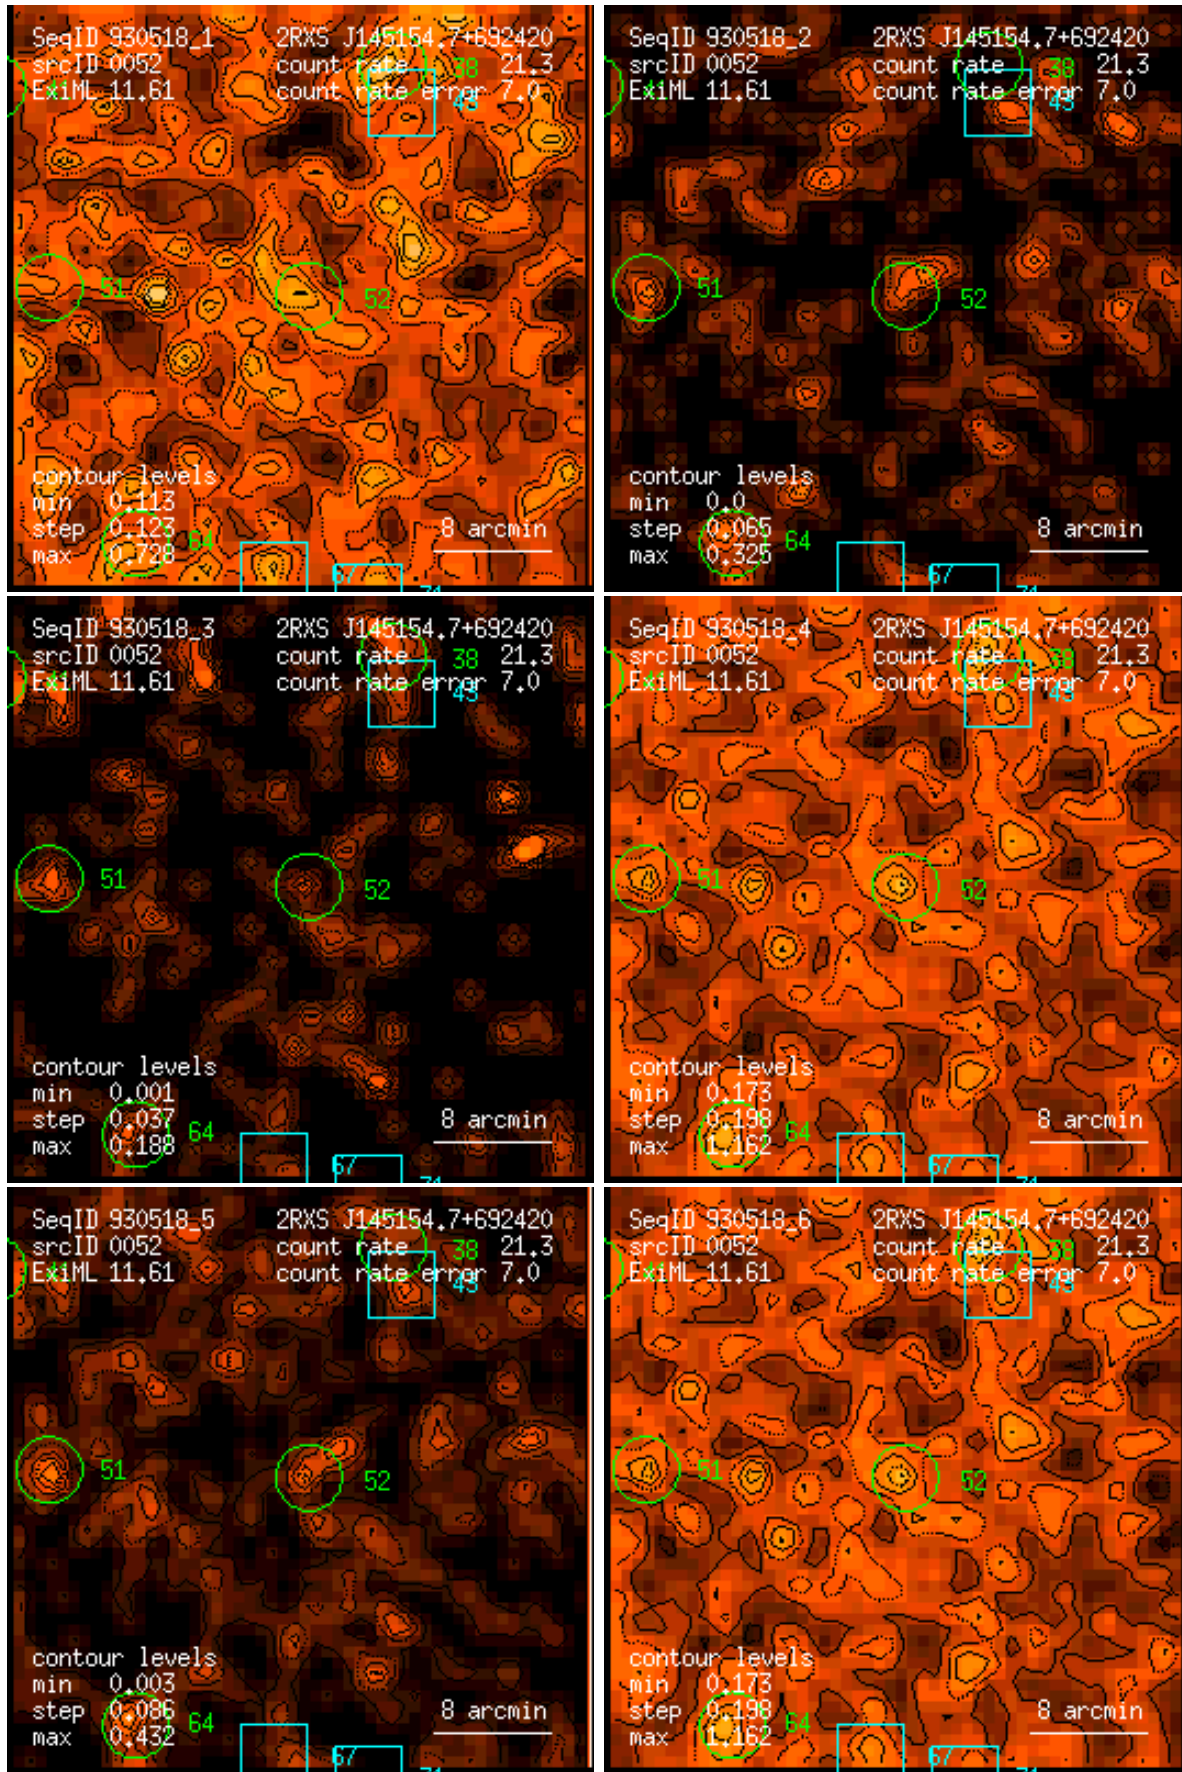 SeqID 930518_1 2RXS J145154.7+692420
srcID 0052 count rate 38 21.3
ExiML 11.61 count rate error 7.0 43
51
52
contour levels
min 0.113
step 0.123 8 arcmin
max 0.728 64
67
SeqID 930518_2 2RXS J145154.7+692420
srcID 0052 count rate 38 21.3
ExiML 11.61 count rate error 7.0 43
51
52
contour levels
min 0.0
step 0.065 8 arcmin
max 0.325 64
67
SeqID 930518_3 2RXS J145154.7+692420
srcID 0052 count rate 38 21.3
ExiML 11.61 count rate error 7.0 43
51
52
contour levels
min 0.001
step 0.037 64 8 arcmin
max 0.188
67
SeqID 930518_4 2RXS J145154.7+692420
srcID 0052 count rate 38 21.3
ExiML 11.61 count rate error 7.0 43
51
52
contour levels
min 0.173
step 0.198 64 8 arcmin
max 1.162
67
SeqID 930518_5 2RXS J145154.7+692420
srcID 0052 count rate 38 21.3
ExiML 11.61 count rate error 7.0 43
51
52
contour levels
min 0.003
step 0.086 64 8 arcmin
max 0.432
67
SeqID 930518_6 2RXS J145154.7+692420
srcID 0052 count rate 38 21.3
ExiML 11.61 count rate error 7.0 43
51
52
contour levels
min 0.173
step 0.198 64 8 arcmin
max 1.162
67